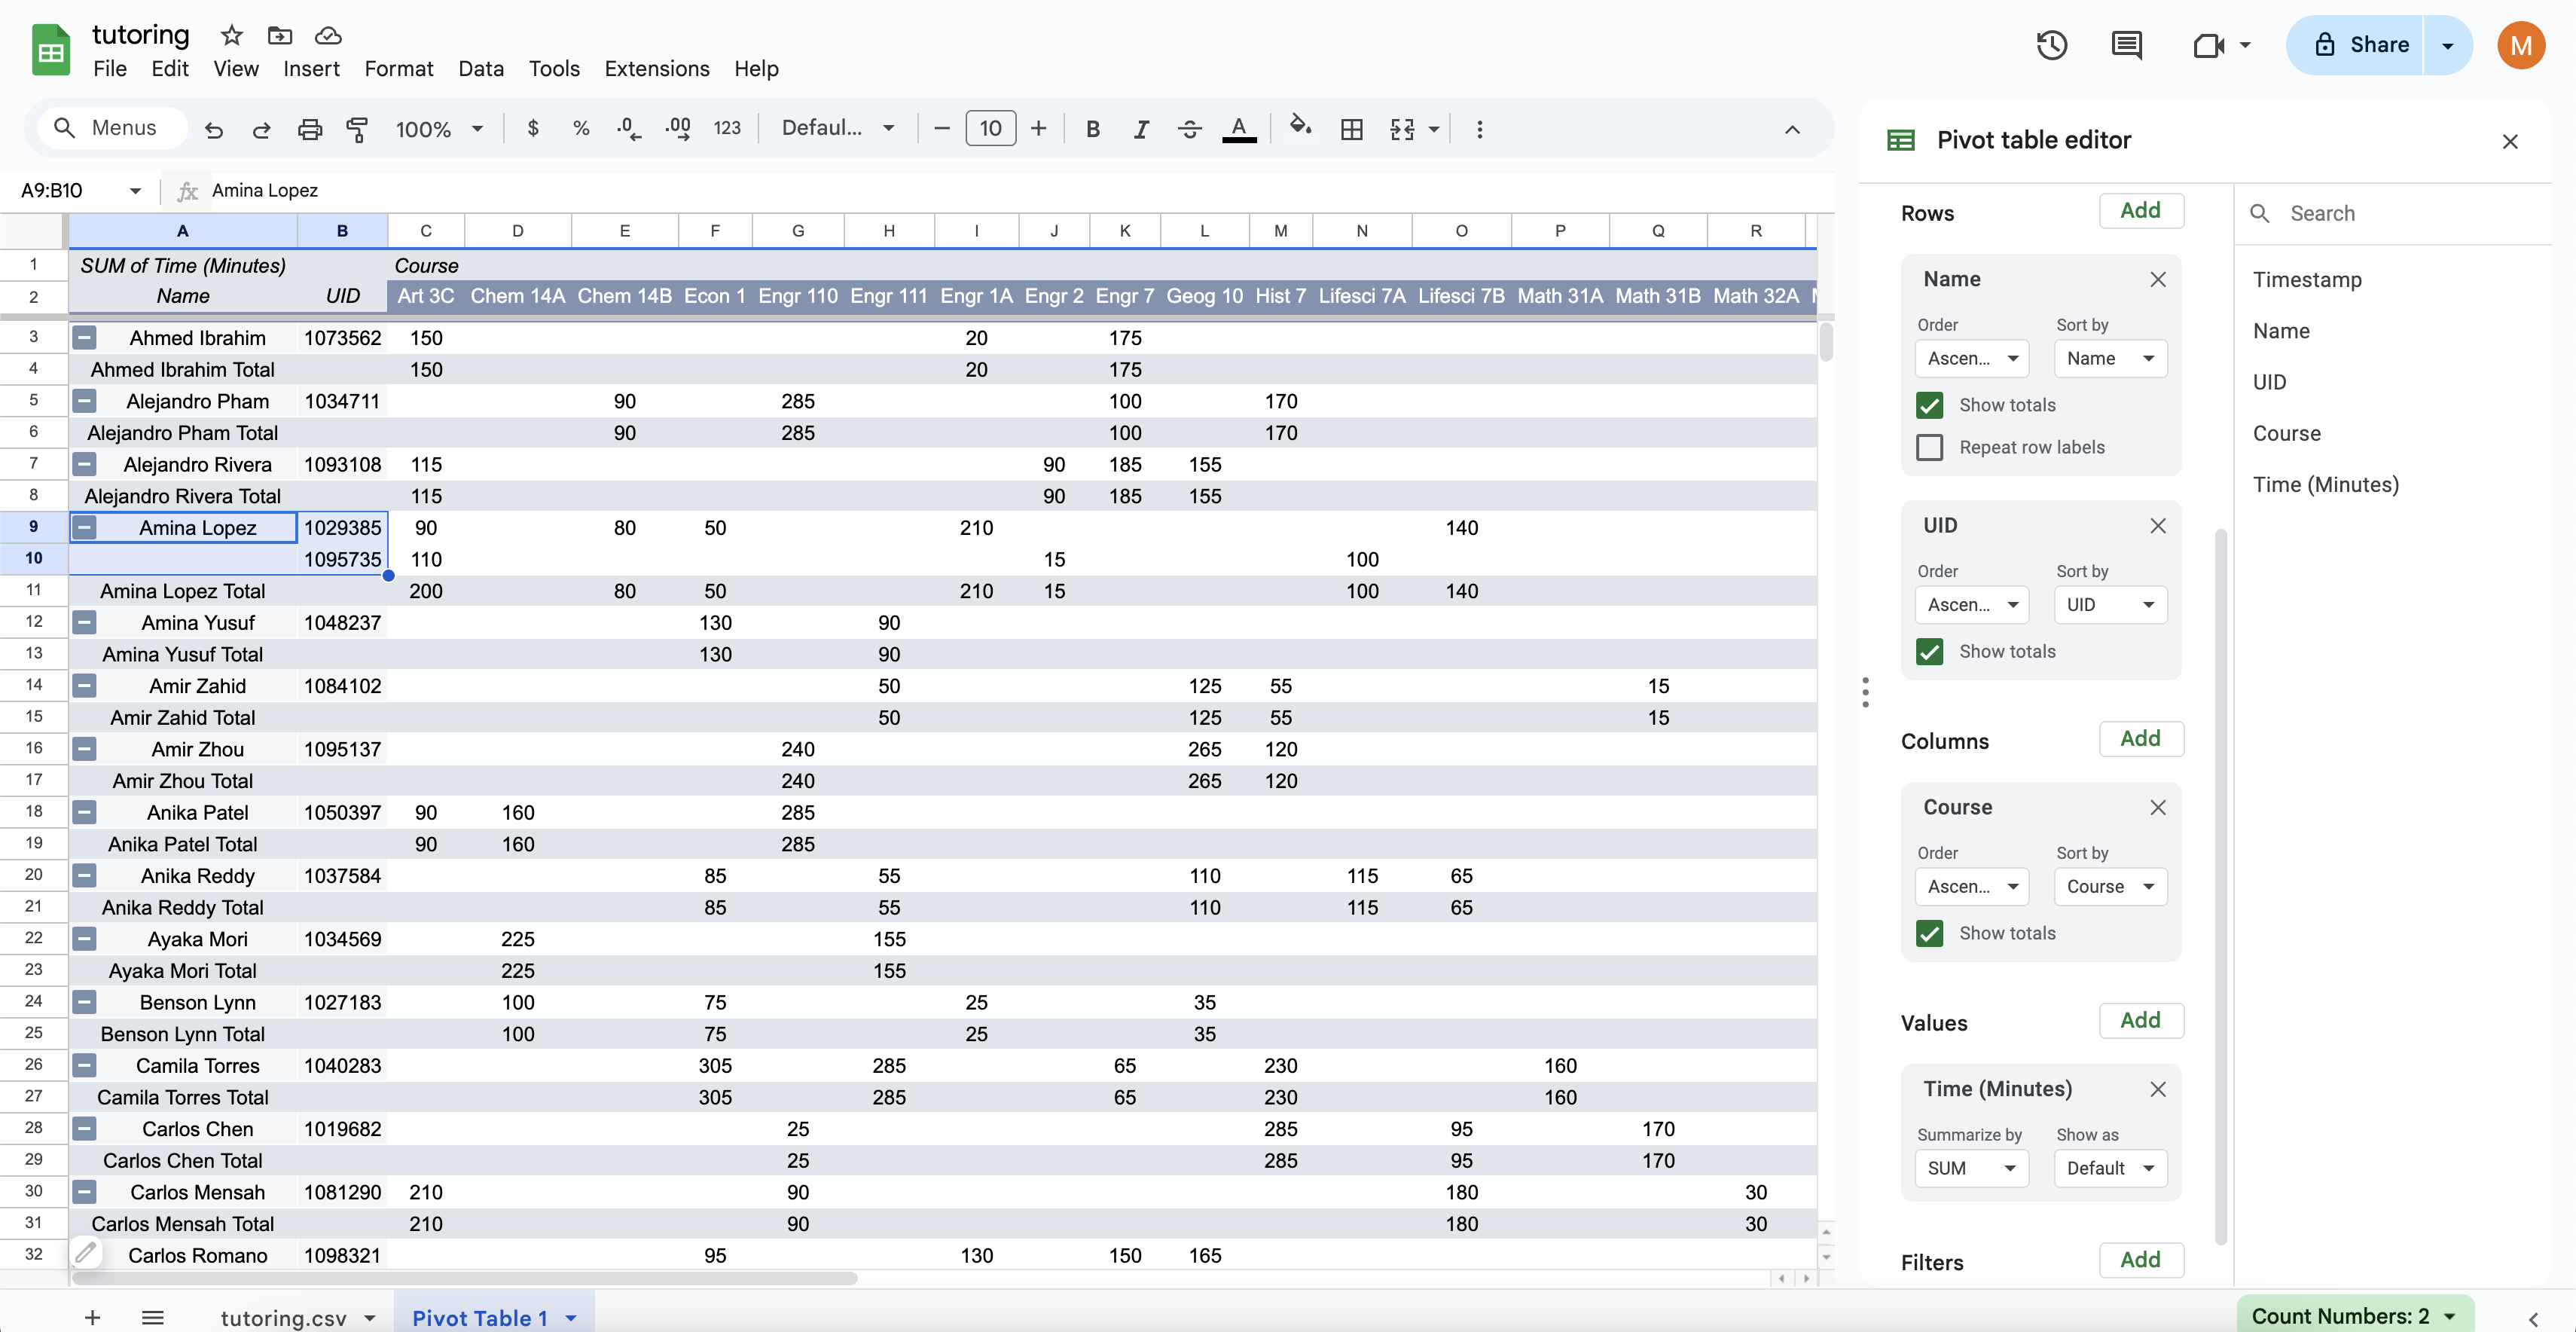 tutoring
File Edit View Insert Format Data Tools Extensions Help
Share
M
Menus 100% $ % .0 .00 123 Defaul... 10 B I A
Pivot table editor
A9:B10 Amina Lopez
A B C D E F G H I J K L M N O P Q R
1 SUM of Time (Minutes) Course
2 Name UID Art 3C Chem 14A Chem 14B Econ 1 Engr 110 Engr 111 Engr 1A Engr 2 Engr 7 Geog 10 Hist 7 Lifesci 7A Lifesci 7B Math 31A Math 31B Math 32A
3 Ahmed Ibrahim 1073562 150 20 175
4 Ahmed Ibrahim Total 150 20 175
5 Alejandro Pham 1034711 90 285 100 170
6 Alejandro Pham Total 90 285 100 170
7 Alejandro Rivera 1093108 115 90 185 155
8 Alejandro Rivera Total 115 90 185 155
9 Amina Lopez 1029385 90 80 50 210 140
10 1095735 110 15 100
11 Amina Lopez Total 200 80 50 210 15 100 140
12 Amina Yusuf 1048237 130 90
13 Amina Yusuf Total 130 90
14 Amir Zahid 1084102 50 125 55 15
15 Amir Zahid Total 50 125 55 15
16 Amir Zhou 1095137 240 265 120
17 Amir Zhou Total 240 265 120
18 Anika Patel 1050397 90 160 285
19 Anika Patel Total 90 160 285
20 Anika Reddy 1037584 85 55 110 115 65
21 Anika Reddy Total 85 55 110 115 65
22 Ayaka Mori 1034569 225 155
23 Ayaka Mori Total 225 155
24 Benson Lynn 1027183 100 75 25 35
25 Benson Lynn Total 100 75 25 35
26 Camila Torres 1040283 305 285 65 230 160
27 Camila Torres Total 305 285 65 230 160
28 Carlos Chen 1019682 25 285 95 170
29 Carlos Chen Total 25 285 95 170
30 Carlos Mensah 1081290 210 90 180 30
31 Carlos Mensah Total 210 90 180 30
32 Carlos Romano 1098321 95 130 150 165
tutoring.csv Pivot Table 1
Rows Add
Name
Order Sort by
Ascen... Name
Show totals
Repeat row labels
UID
Order Sort by
Ascen... UID
Show totals
Columns Add
Course
Order Sort by
Ascen... Course
Show totals
Values Add
Time (Minutes)
Summarize by Show as
SUM Default
Filters Add
Search
Timestamp
Name
UID
Course
Time (Minutes)
Count Numbers: 2